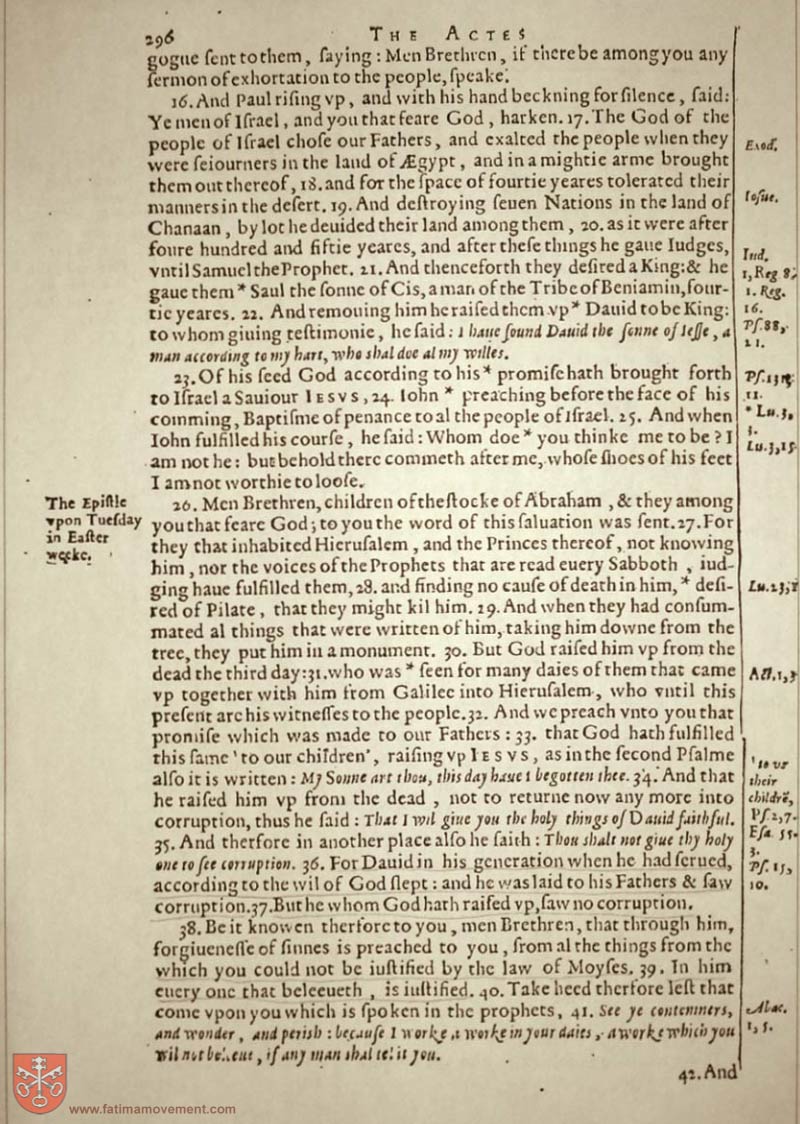 296
THE ACTES
gogue ſent to them, ſaying: Men Brethren, if there be among you any
ſermon of exhortation to the people, ſpeake.
16. And Paul riſing vp, and with his hand beckning for ſilence, ſaid:
Ye men of Iſrael, and you that feare God, harken. 17. The God of the
people of Iſrael choſe our Fathers, and exalted the people when they
were ſeiourners in the land of Ægypt, and in a mightie arme brought
them out thereof, 18. and for the ſpace of fourtie yeares tolerated their
manners in the deſert. 19. And deſtroying ſeuen Nations in the land of
Chanaan, by lot he deuided their land among them, 20. as it were after
foure hundred and fiftie yeares, and after theſe things he gaue Iudges,
vntil Samuel the Prophet. 21. And thenceforth they deſired a King: & he
gaue them * Saul the ſonne of Cis, a man of the Tribe of Beniamin, four-
tie yeares. 22. And remouing him he raiſed them vp * Dauid to be King:
to whom giuing teſtimonie, he ſaid: I haue found Dauid the ſonne of Ieſſe, a
man according to my hart, who shal doe al my willes.
23. Of his ſeed God according to his * promiſe hath brought forth
to Iſrael a Sauiour IESVS, 24. Iohn * preaching before the face of his
comming, Baptiſme of penance to al the people of Iſrael. 25. And when
Iohn fulfilled his courſe, he ſaid: Whom doe * you thinke me to be? I
am not he: but behold there commeth after me, whoſe ſhoes of his feet
I am not worthie to looſe.
26. Men Brethren, children of the ſtocke of Abraham, & they among
you that feare God; to you the word of this ſaluation was ſent. 27. For
they that inhabited Hieruſalem, and the Princes thereof, not knowing
him, nor the voices of the Prophets that are read euery Sabboth, iud-
ging haue fulfilled them, 28. and finding no cauſe of death in him, * deſi-
red of Pilate, that they might kil him. 29. And when they had conſum-
mated al things that were written of him, taking him downe from the
tree, they put him in a monument. 30. But God raiſed him vp from the
dead the third day: 31. who was * ſeen for many daies of them that came
vp together with him from Galilee into Hieruſalem, who vntil this
preſent are his witneſſes to the people. 32. And we preach vnto you that
promiſe which was made to our Fathers: 33. that God hath fulfilled
this ſame ' to our children', raiſing vp IESVS, as in the ſecond Pſalme
alſo it is written: My Sonne art thou, this day haue I begotten thee. 34. And that
he raiſed him vp from the dead, not to returne now any more into
corruption, thus he ſaid: That I wil giue you the holy things of Dauid faithful.
35. And therfore in another place alſo he ſaith: Thou shalt not giue thy holy
one to ſee corruption. 36. For Dauid in his generation when he had ſerued,
according to the wil of God ſlept: and he was laid to his Fathers & ſaw
corruption. 37. But he whom God hath raiſed vp, ſaw no corruption.
38. Be it knowen therfore to you, men Brethren, that through him,
forgiueneſſe of ſinnes is preached to you, from al the things from the
which you could not be iuſtified by the law of Moyſes. 39. In him
euery one that beleeueth, is iuſtified. 40. Take heed therfore leſt that
come vpon you which is ſpoken in the prophets, 41. See ye contemners,
and wonder, and perish: becauſe I worke a worke in your daies, a worke which you
wil not beleeue, if any man shal tel it you.
42. And
The Epiſtle
vpon Tueſday
in Eaſter
weeke.
Exod.
Ioſue.
Iud.
1, Reg 8.
1. Reg.
16.
Pſ. 88,
21.
Pſ. 131.
11.
* Lu. 3,
3.
Lu. 3, 15
Lu. 23,
Act. 1, 3
' to vs
their
childrẽ,
Pſ. 2, 7.
Eſa. 55.
3.
Pſ. 15,
10.
Abac.
1, 5.
www.fatimamovement.com